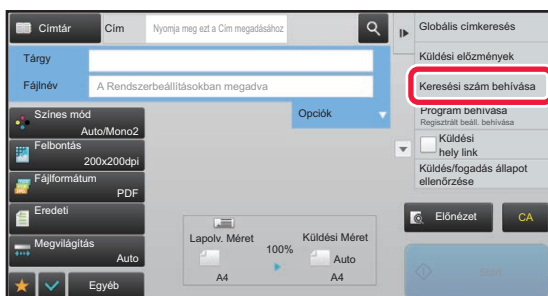 Címtár
Cím
Nyomja meg ezt a Cím megadásához
Tárgy
Fájlnév
A Rendszerbeállításokban megadva
Opciók
Színes mód
Auto/Mono2
Felbontás
200x200dpi
Fájlformátum
PDF
Eredeti
Megvilágítás
Auto
Egyéb
Lapolv. Méret
A4
100%
Küldési Méret
Auto
A4
Globális címkeresés
Küldési előzmények
Keresési szám behívása
Program behívása
Regisztrált beáll. behívása
Küldési
hely link
Küldés/fogadás állapot
ellenőrzése
Előnézet
CA
Start